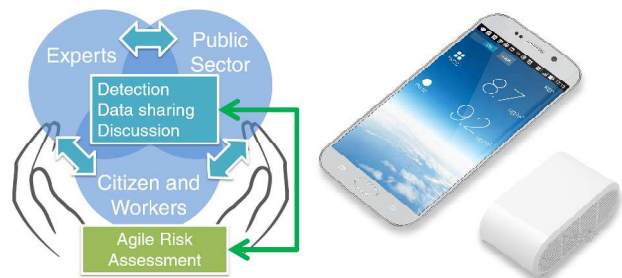 Experts
Public
Sector
Detection
Data sharing
Discussion
Citizen and
Workers
Agile Risk
Assessment
8.7
9.2